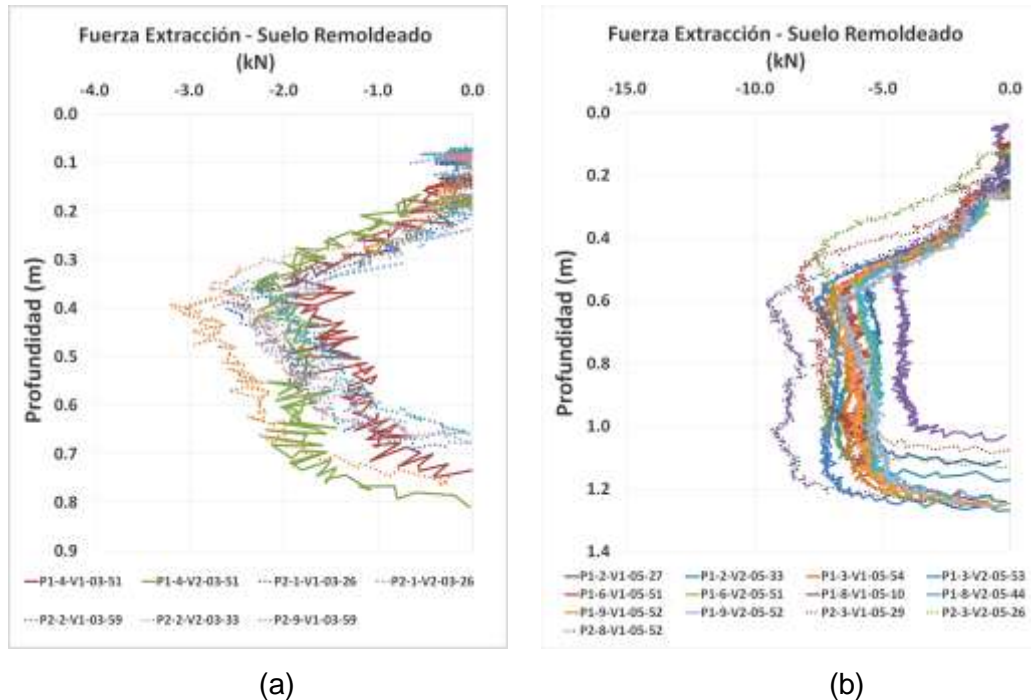 Fuerza Extracción - Suelo Remoldeado
(kN)
-4.0 -3.0 -2.0 -1.0 0.0
0.0
0.1
0.2
0.3
0.4
0.5
0.6
0.7
0.8
0.9
Profundidad (m)
P1-4-V1-03-51 P1-4-V2-03-51 P2-1-V1-03-26 P2-1-V2-03-26
P2-2-V1-03-59 P2-2-V2-03-33 P2-9-V1-03-59
(a)
Fuerza Extracción - Suelo Remoldeado
(kN)
-15.0 -10.0 -5.0 0.0
0.0
0.2
0.4
0.6
0.8
1.0
1.2
1.4
Profundidad (m)
P1-2-V1-05-27 P1-2-V2-05-33 P1-3-V1-05-54 P1-3-V2-05-53
P1-6-V1-05-51 P1-6-V2-05-51 P1-8-V1-05-10 P1-8-V2-05-44
P1-9-V1-05-52 P1-9-V2-05-52 P2-3-V1-05-29 P2-3-V2-05-26
P2-8-V1-05-52
(b)